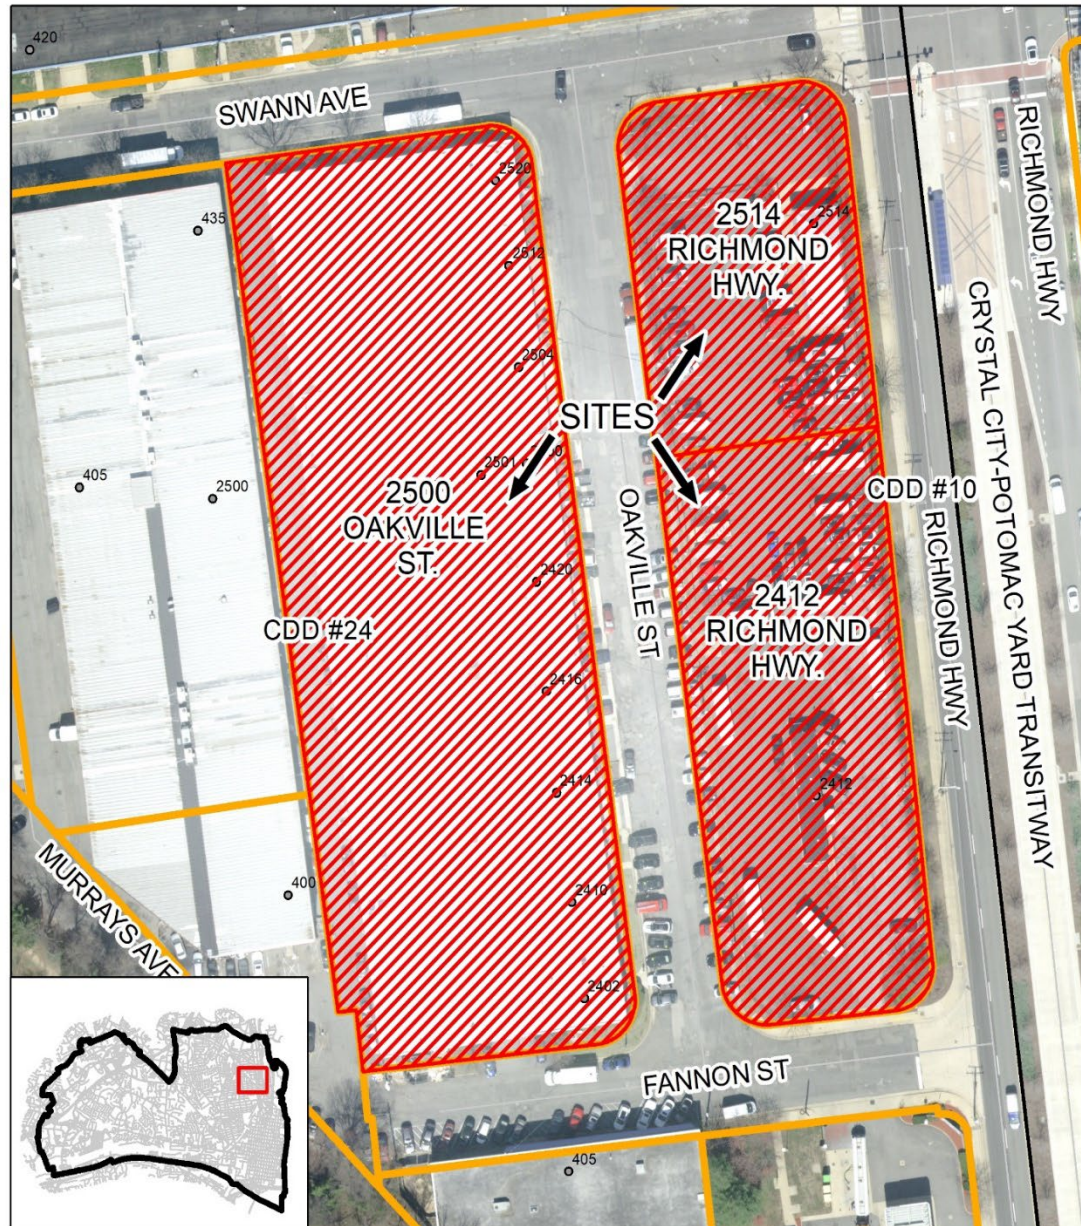 420
SWANN AVE
RICHMOND HWY
2520
435
2514
RICHMOND
HWY.
2514
2512
CRYSTAL CITY-POTOMAC YARD TRANSITWAY
2504
SITES
2501
405
2500
2500
OAKVILLE
ST.
CDD #10
OAKVILLE ST
RICHMOND HWY
2420
2412
RICHMOND
HWY.
CDD #24
2416
2414
2412
MURRAYS AVE
400
2410
2402
FANNON ST
405